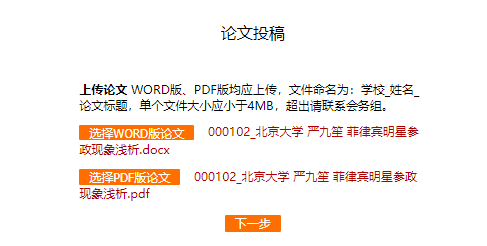 论文投稿
上传论文 WORD版、PDF版均应上传，文件命名为：学校_姓名_
论文标题，单个文件大小应小于4MB，超出请联系会务组。
选择WORD版论文 000102_北京大学 严九笙 菲律宾明星参
政现象浅析.docx
选择PDF版论文 000102_北京大学 严九笙 菲律宾明星参政
现象浅析.pdf
下一步